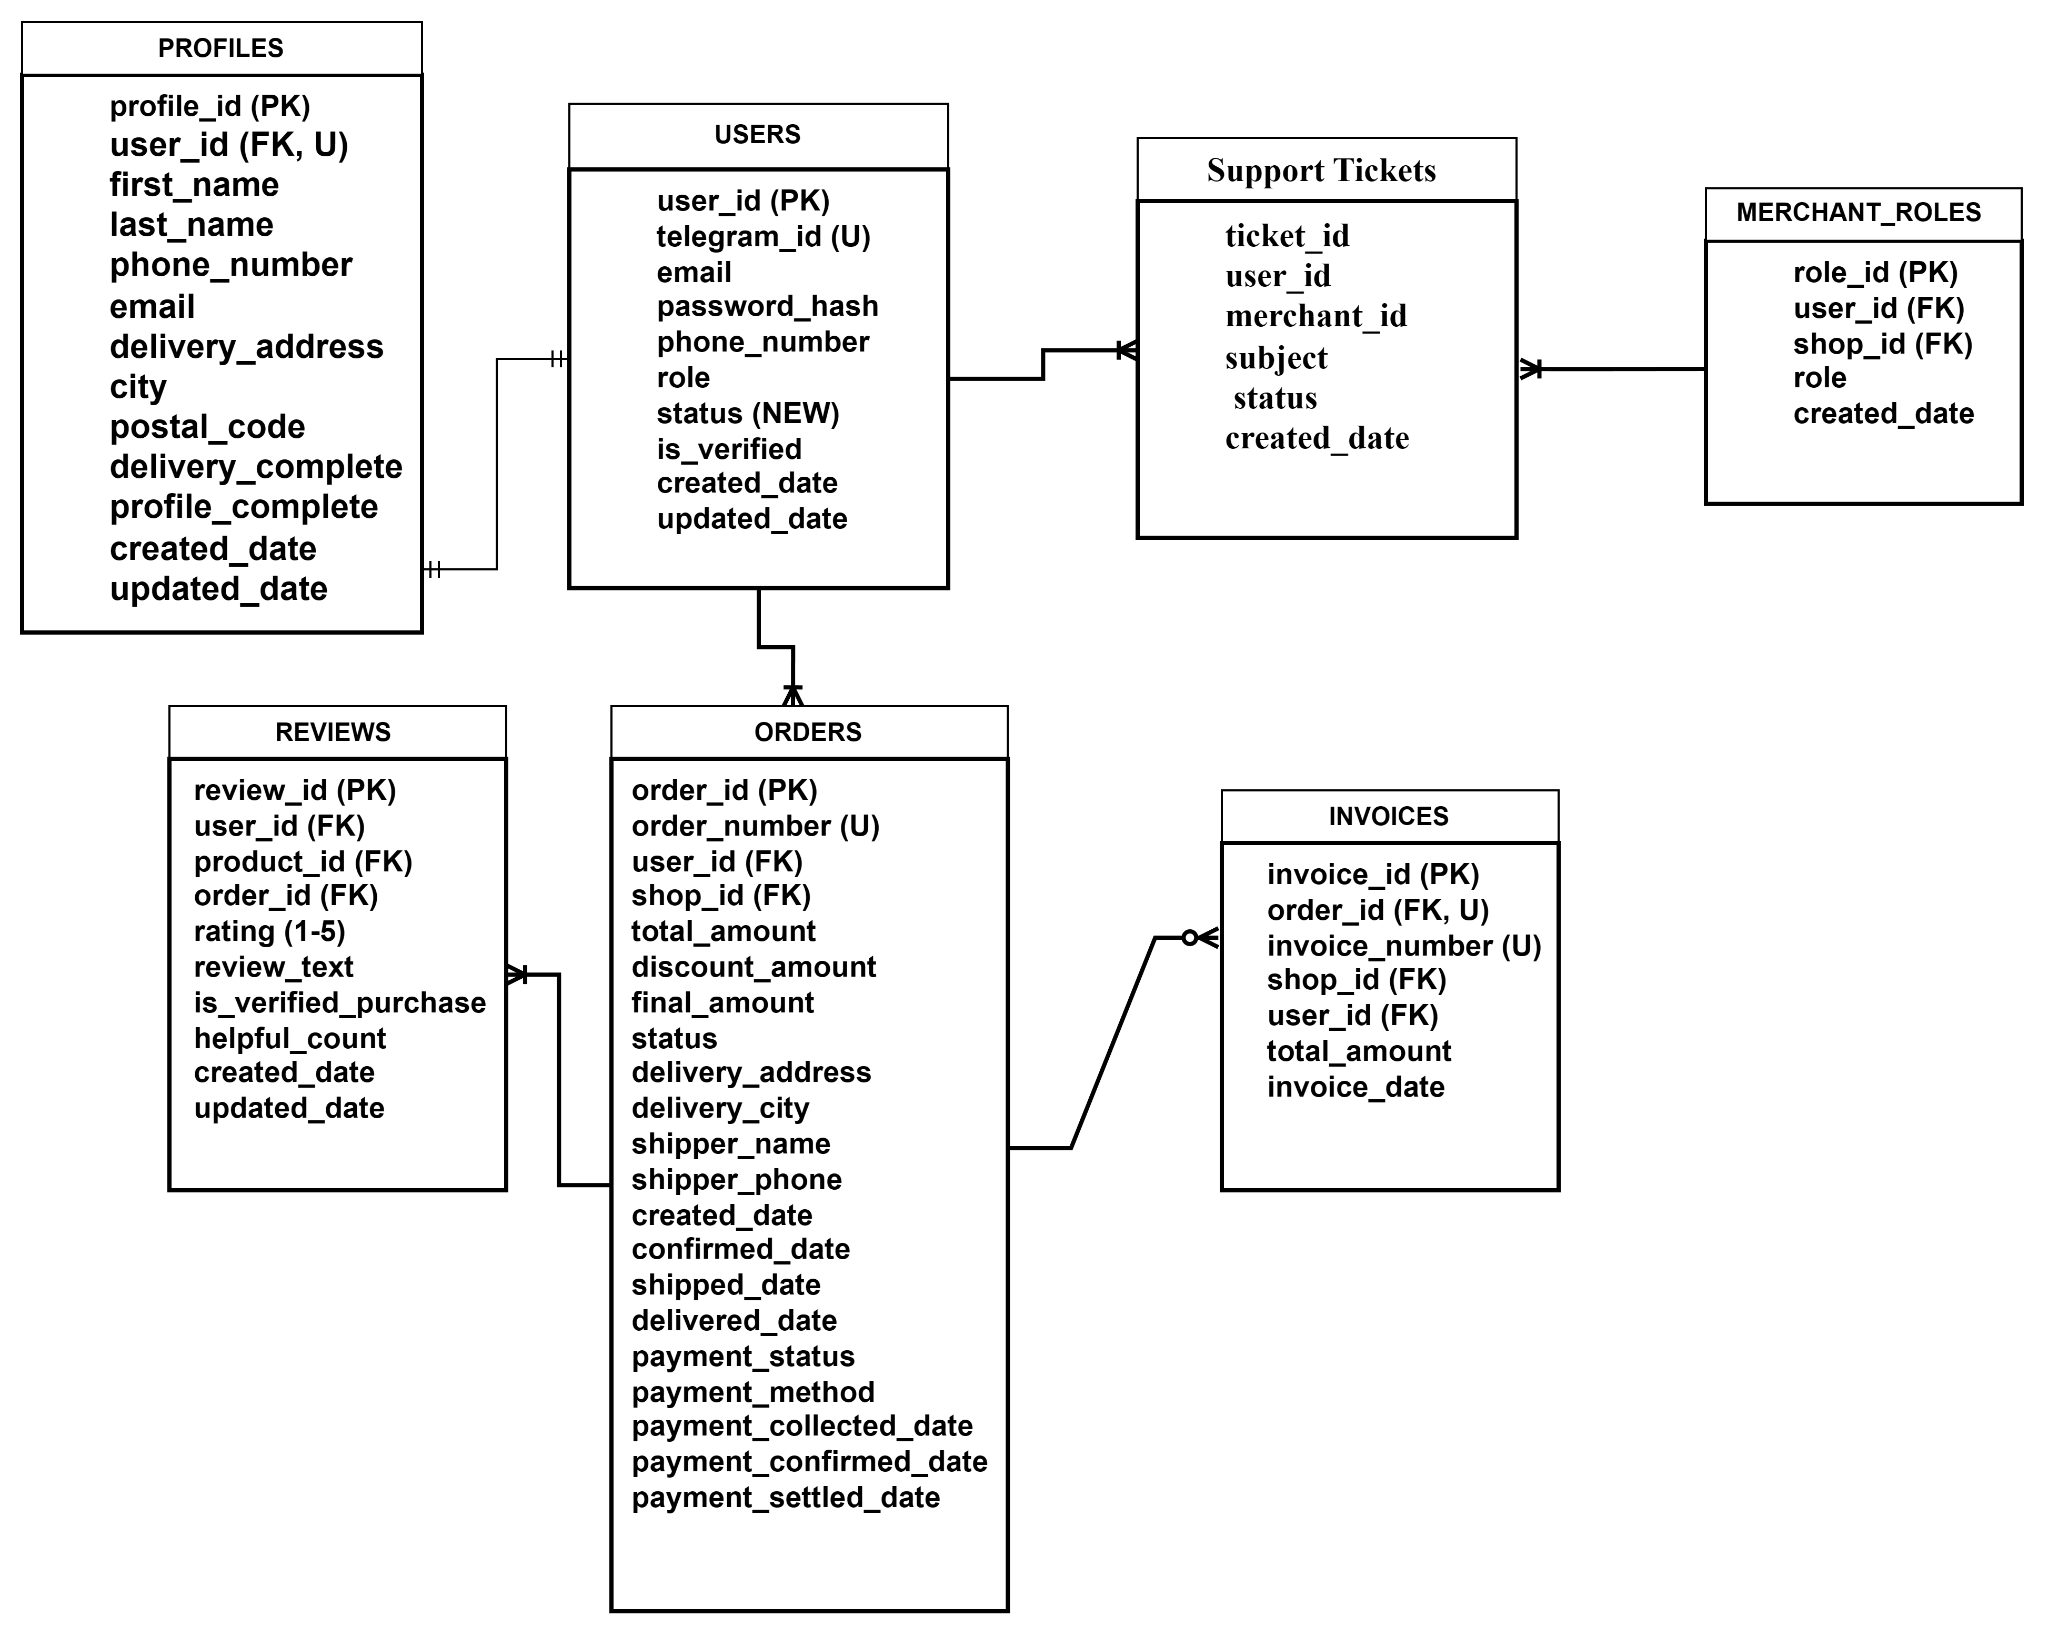 PROFILES
profile_id (PK)
user_id (FK, U)
first_name
last_name
phone_number
email
delivery_address
city
postal_code
delivery_complete
profile_complete
created_date
updated_date
USERS
user_id (PK)
telegram_id (U)
email
password_hash
phone_number
role
status (NEW)
is_verified
created_date
updated_date
Support Tickets
ticket_id
user_id
merchant_id
subject
status
created_date
MERCHANT_ROLES
role_id (PK)
user_id (FK)
shop_id (FK)
role
created_date
REVIEWS
review_id (PK)
user_id (FK)
product_id (FK)
order_id (FK)
rating (1-5)
review_text
is_verified_purchase
helpful_count
created_date
updated_date
ORDERS
order_id (PK)
order_number (U)
user_id (FK)
shop_id (FK)
total_amount
discount_amount
final_amount
status
delivery_address
delivery_city
shipper_name
shipper_phone
created_date
confirmed_date
shipped_date
delivered_date
payment_status
payment_method
payment_collected_date
payment_confirmed_date
payment_settled_date
INVOICES
invoice_id (PK)
order_id (FK, U)
invoice_number (U)
shop_id (FK)
user_id (FK)
total_amount
invoice_date